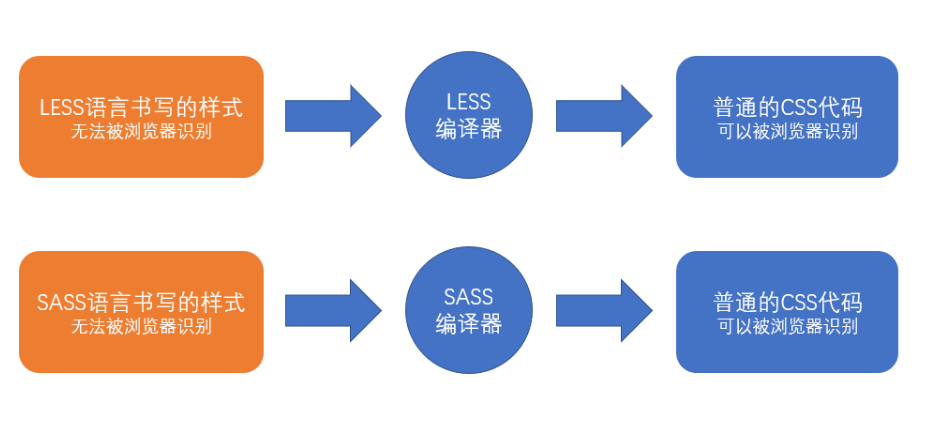 LESS语言书写的样式
无法被浏览器识别
LESS
编译器
普通的CSS代码
可以被浏览器识别
SASS语言书写的样式
无法被浏览器识别
SASS
编译器
普通的CSS代码
可以被浏览器识别